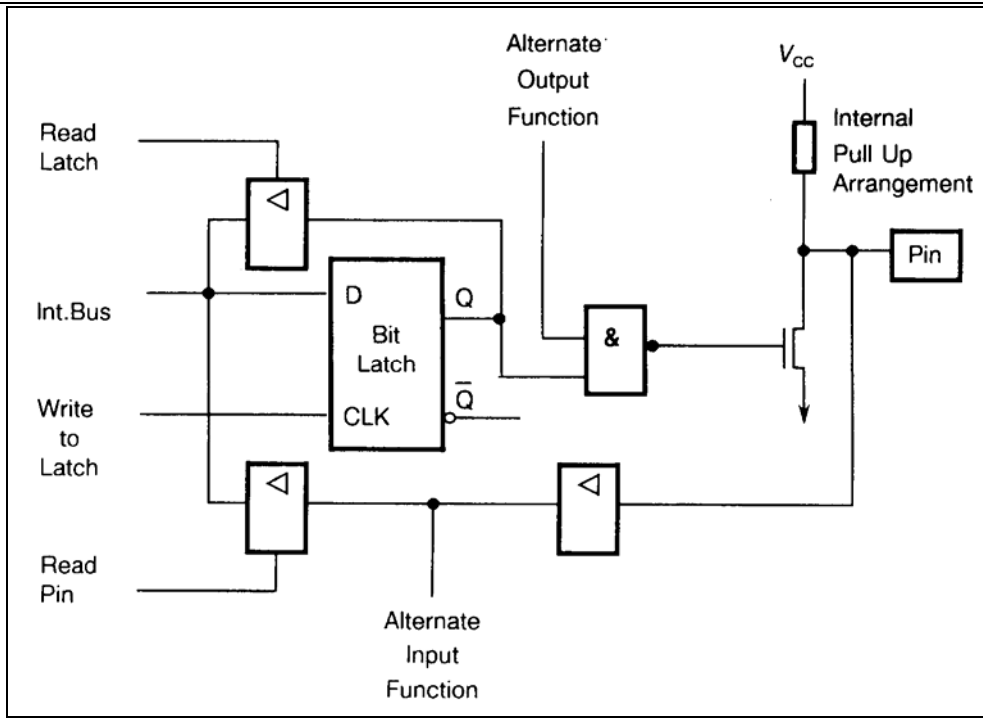 Alternate
Output
Function
V_CC
Internal
Pull Up
Arrangement
Read
Latch
Pin
D
Q
Int.Bus
Bit
Latch
&
Q̅
Write
to
Latch
CLK
Read
Pin
Alternate
Input
Function